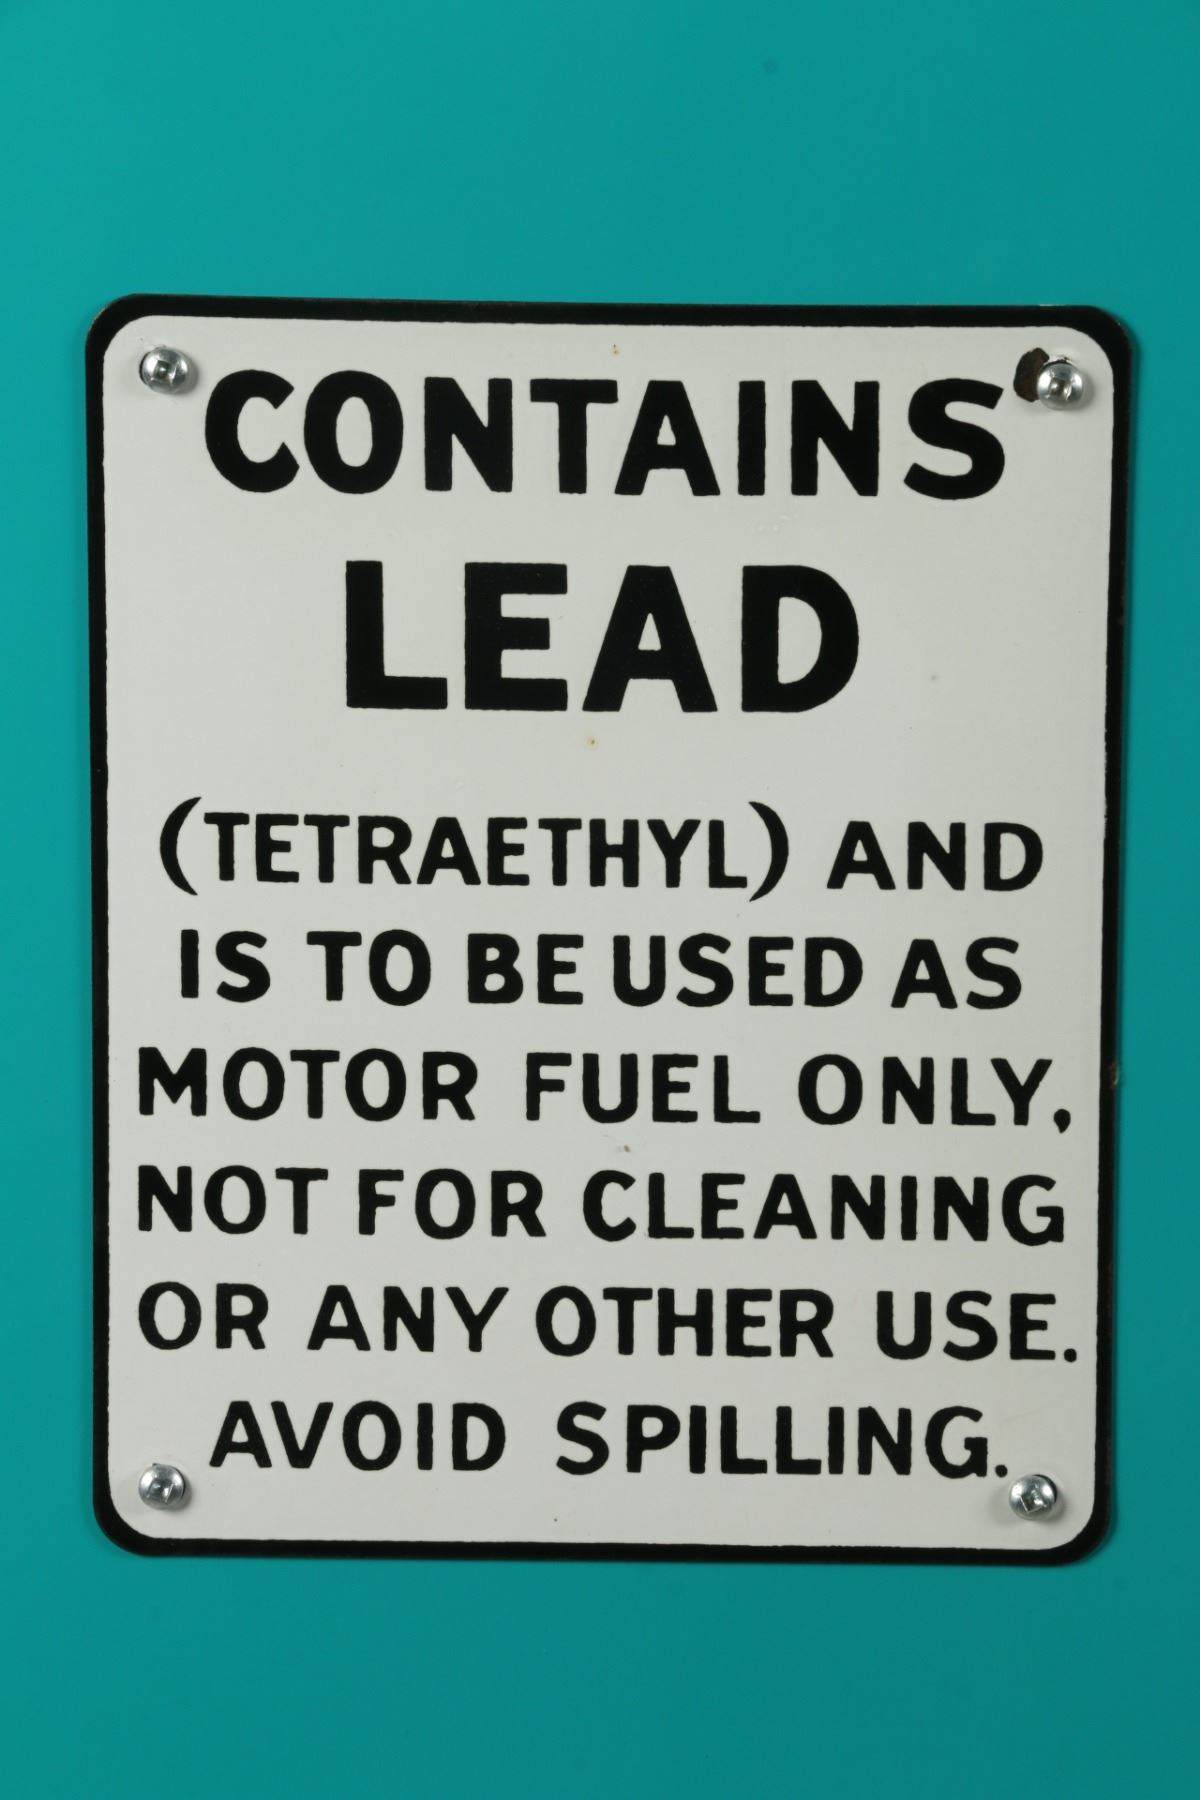 CONTAINS
LEAD
(TETRAETHYL) AND
IS TO BE USED AS
MOTOR FUEL ONLY,
NOT FOR CLEANING
OR ANY OTHER USE.
AVOID SPILLING.